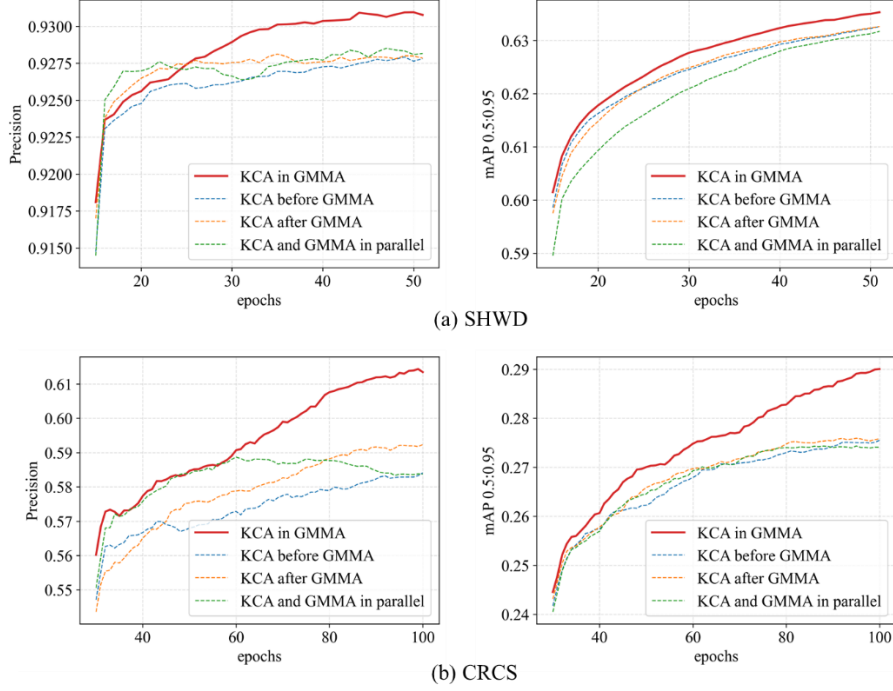 Precision
0.9300
0.9275
0.9250
0.9225
0.9200
0.9175
0.9150
KCA in GMMA
KCA before GMMA
KCA after GMMA
KCA and GMMA in parallel
20
30
40
50
epochs
mAP 0.5:0.95
0.63
0.62
0.61
0.60
0.59
KCA in GMMA
KCA before GMMA
KCA after GMMA
KCA and GMMA in parallel
20
30
40
50
epochs
(a) SHWD
Precision
0.61
0.60
0.59
0.58
0.57
0.56
0.55
KCA in GMMA
KCA before GMMA
KCA after GMMA
KCA and GMMA in parallel
40
60
80
100
epochs
mAP 0.5:0.95
0.29
0.28
0.27
0.26
0.25
0.24
KCA in GMMA
KCA before GMMA
KCA after GMMA
KCA and GMMA in parallel
40
60
80
100
epochs
(b) CRCS